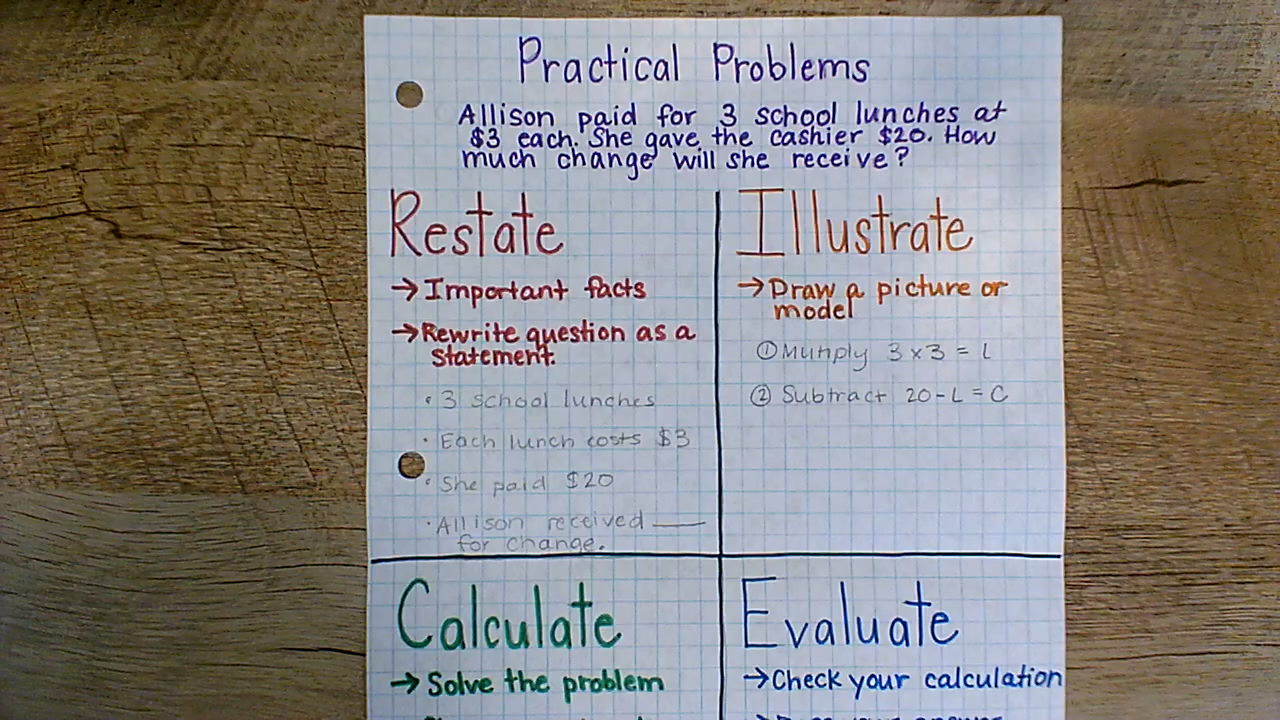 Practical Problems
Allison paid for 3 school lunches at
$3 each. She gave the cashier $20. How
much change will she receive?
Restate
→ Important facts
→ Rewrite question as a
statement.
• 3 school lunches
• Each lunch costs $3
• She paid $20
• Allison received ____
for change.
Illustrate
→ Draw a picture or
model
① Multiply 3 x 3 = L
② Subtract 20 - L = C
Calculate
→ Solve the problem
Evaluate
→ Check your calculation